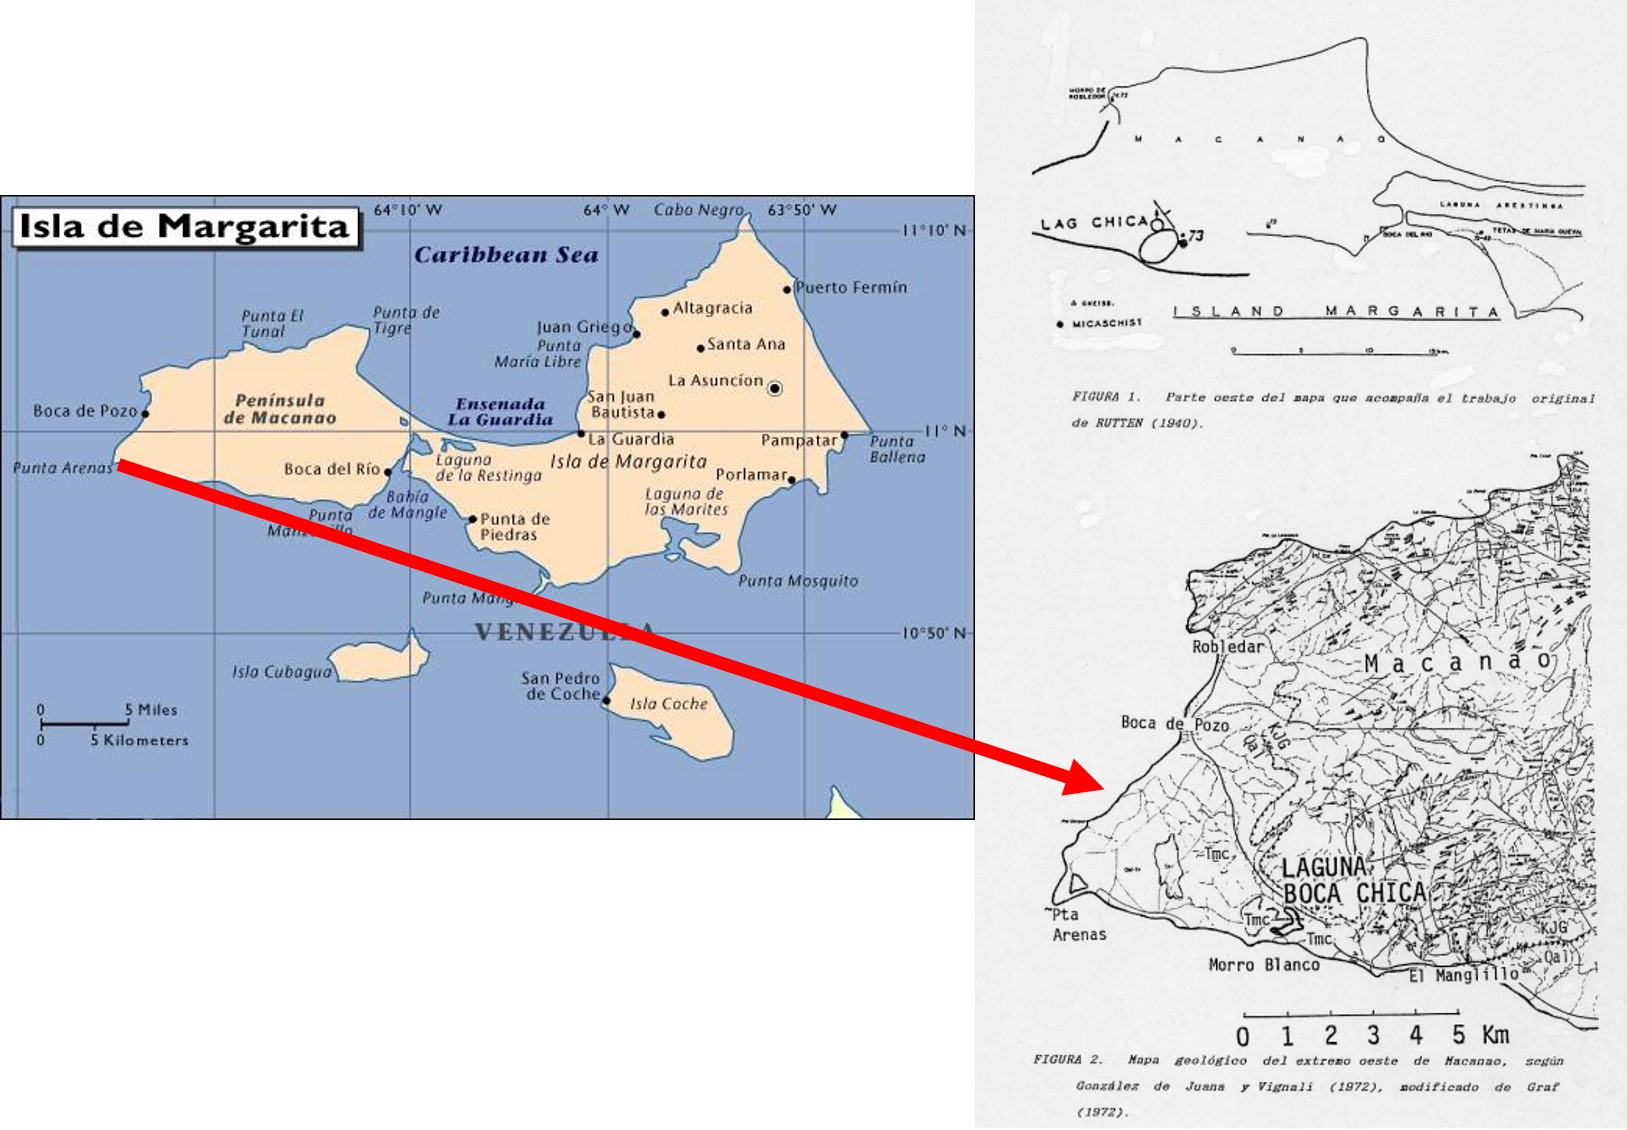 Isla de Margarita
64°10' W
64° W
Cabo Negro
63°50' W
11°10' N
Caribbean Sea
Puerto Fermín
Altagracia
Punta El
Tunal
Punta de
Tigre
Juan Griego
Punta
María Libre
Santa Ana
La Asuncíon
Península
de Macanao
Boca de Pozo
Ensenada
La Guardia
San Juan
Bautista
11° N
La Guardia
Pampatar
Punta
Ballena
Punta Arenas
Boca del Río
Laguna
de la Restinga
Isla de Margarita
Porlamar
Bahía
de Mangle
Laguna de
las Marites
Punta
Punta de
Piedras
Punta Mosquito
Punta
VENEZUELA
10°50' N
Isla Cubagua
San Pedro
de Coche
Isla Coche
0 5 Miles
0 5 Kilometers
MORRO DE
ROBLEDOR
MACANAO
LAGUNA ARESTINGA
LAG CHICA
73
BOCA DEL RIO
TETAS DE MARIA GUEVAL
GNEISS.
MICASCHIST
ISLAND MARGARITA
0 5 10 15 km.
FIGURA 1. Parte oeste del mapa que acompaña el trabajo original
de RUTTEN (1940).
Robledar
Macanao
Boca de Pozo
KJG
Qal
Tmc
LAGUNA
BOCA CHICA
Tmc
Tmc
~Pta
Arenas
KJG
Qal
Morro Blanco
El Manglillo
0 1 2 3 4 5 Km
FIGURA 2. Mapa geológico del extremo oeste de Macanao, según
González de Juana y Vignali (1972), modificado de Graf
(1972).